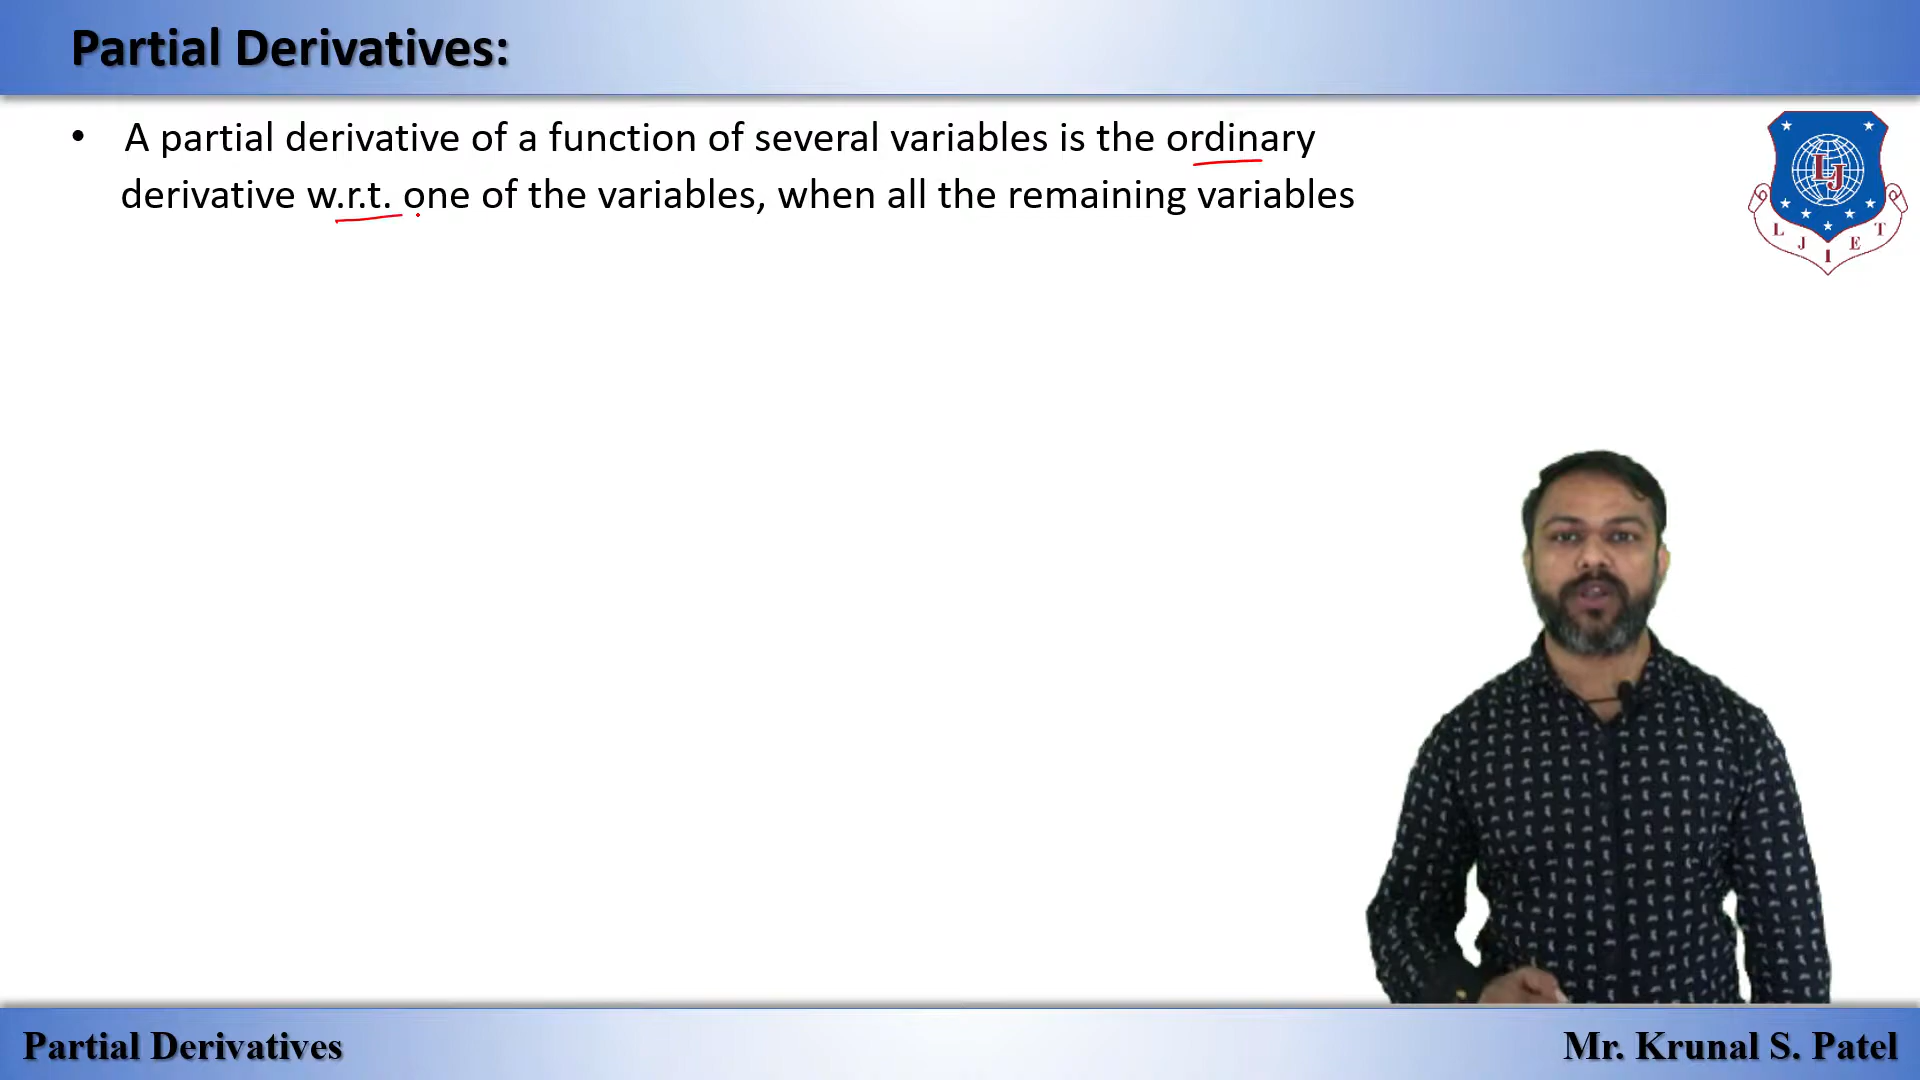 Partial Derivatives:
• A partial derivative of a function of several variables is the ordinary
derivative w.r.t. one of the variables, when all the remaining variables
LJ
L J I E T
Partial Derivatives
Mr. Krunal S. Patel